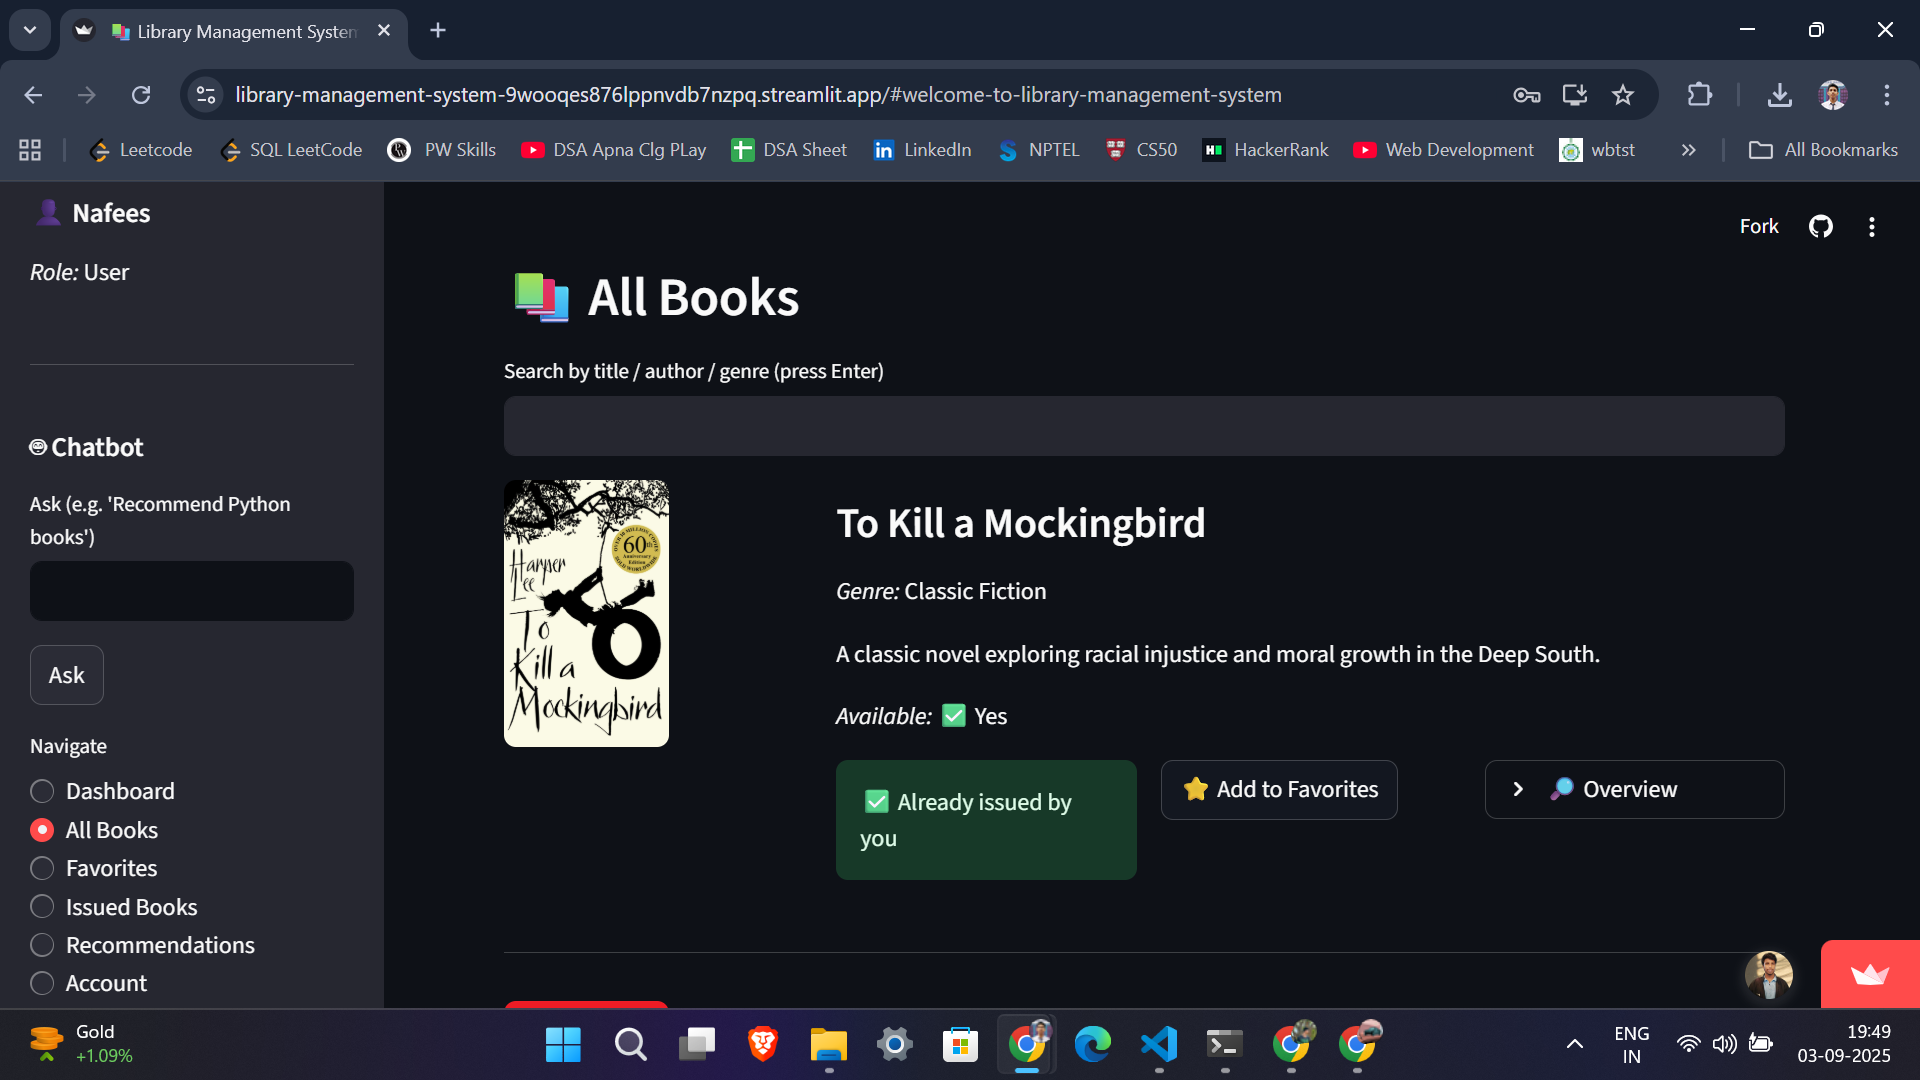 Library Management System
library-management-system-9wooqes876lppnvdb7nzpq.streamlit.app/#welcome-to-library-management-system
Leetcode
SQL LeetCode
PW Skills
DSA Apna Clg PLay
DSA Sheet
LinkedIn
NPTEL
CS50
HackerRank
Web Development
wbtst
All Bookmarks
Nafees
Role: User
Chatbot
Ask (e.g. 'Recommend Python
books')
Ask
Navigate
Dashboard
All Books
Favorites
Issued Books
Recommendations
Account
Fork
All Books
Search by title / author / genre (press Enter)
Harper
Lee
To
Kill a
Mockingbird
60th
Anniversary
Edition
To Kill a Mockingbird
Genre: Classic Fiction
A classic novel exploring racial injustice and moral growth in the Deep South.
Available: ✅ Yes
✅ Already issued by
you
⭐ Add to Favorites
🔎 Overview
Gold
+1.09%
ENG
IN
19:49
03-09-2025